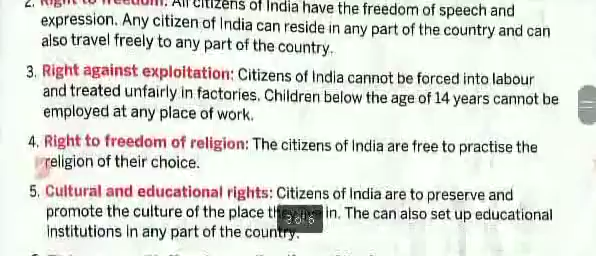 2. Right to freedom: All citizens of India have the freedom of speech and
expression. Any citizen of India can reside in any part of the country and can
also travel freely to any part of the country.
3. Right against exploitation: Citizens of India cannot be forced into labour
and treated unfairly in factories. Children below the age of 14 years cannot be
employed at any place of work.
4. Right to freedom of religion: The citizens of India are free to practise the
religion of their choice.
5. Cultural and educational rights: Citizens of India are to preserve and
promote the culture of the place in. The can also set up educational
institutions in any part of the country.